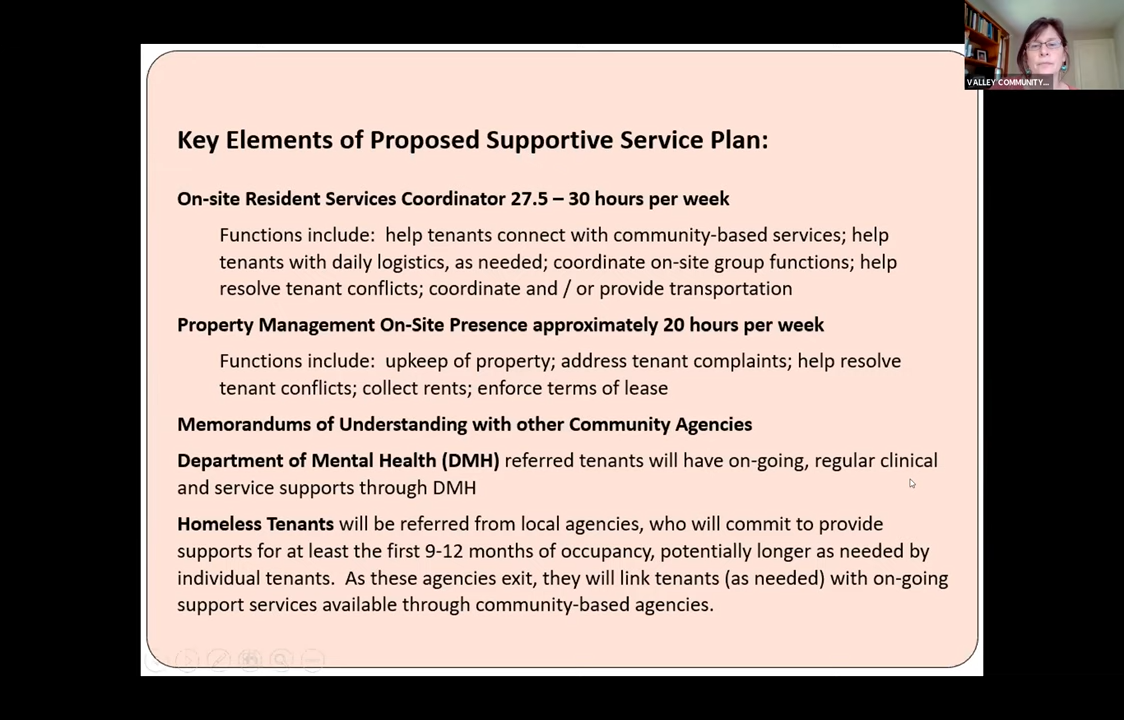 VALLEY COMMUNITY...
Key Elements of Proposed Supportive Service Plan:
On-site Resident Services Coordinator 27.5 – 30 hours per week
Functions include:  help tenants connect with community-based services; help
tenants with daily logistics, as needed; coordinate on-site group functions; help
resolve tenant conflicts; coordinate and / or provide transportation
Property Management On-Site Presence approximately 20 hours per week
Functions include:  upkeep of property; address tenant complaints; help resolve
tenant conflicts; collect rents; enforce terms of lease
Memorandums of Understanding with other Community Agencies
Department of Mental Health (DMH) referred tenants will have on-going, regular clinical
and service supports through DMH
Homeless Tenants will be referred from local agencies, who will commit to provide
supports for at least the first 9-12 months of occupancy, potentially longer as needed by
individual tenants.  As these agencies exit, they will link tenants (as needed) with on-going
support services available through community-based agencies.